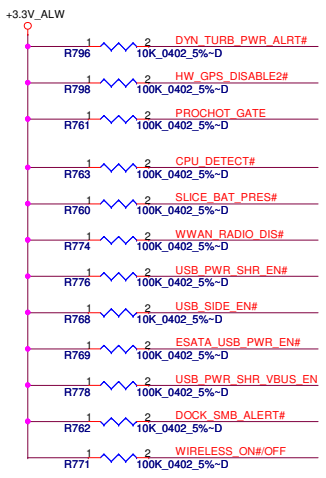 +3.3V_ALW
1 2 DYN_TURB_PWR_ALRT#
R796 10K_0402_5%~D
1 2 HW_GPS_DISABLE2#
R798 100K_0402_5%~D
1 2 PROCHOT_GATE
R761 100K_0402_5%~D
1 2 CPU_DETECT#
R763 100K_0402_5%~D
1 2 SLICE_BAT_PRES#
R760 100K_0402_5%~D
1 2 WWAN_RADIO_DIS#
R774 100K_0402_5%~D
1 2 USB_PWR_SHR_EN#
R776 100K_0402_5%~D
1 2 USB_SIDE_EN#
R768 10K_0402_5%~D
1 2 ESATA_USB_PWR_EN#
R769 100K_0402_5%~D
1 2 USB_PWR_SHR_VBUS_EN
R778 100K_0402_5%~D
1 2 DOCK_SMB_ALERT#
R762 10K_0402_5%~D
1 2 WIRELESS_ON#/OFF
R771 100K_0402_5%~D